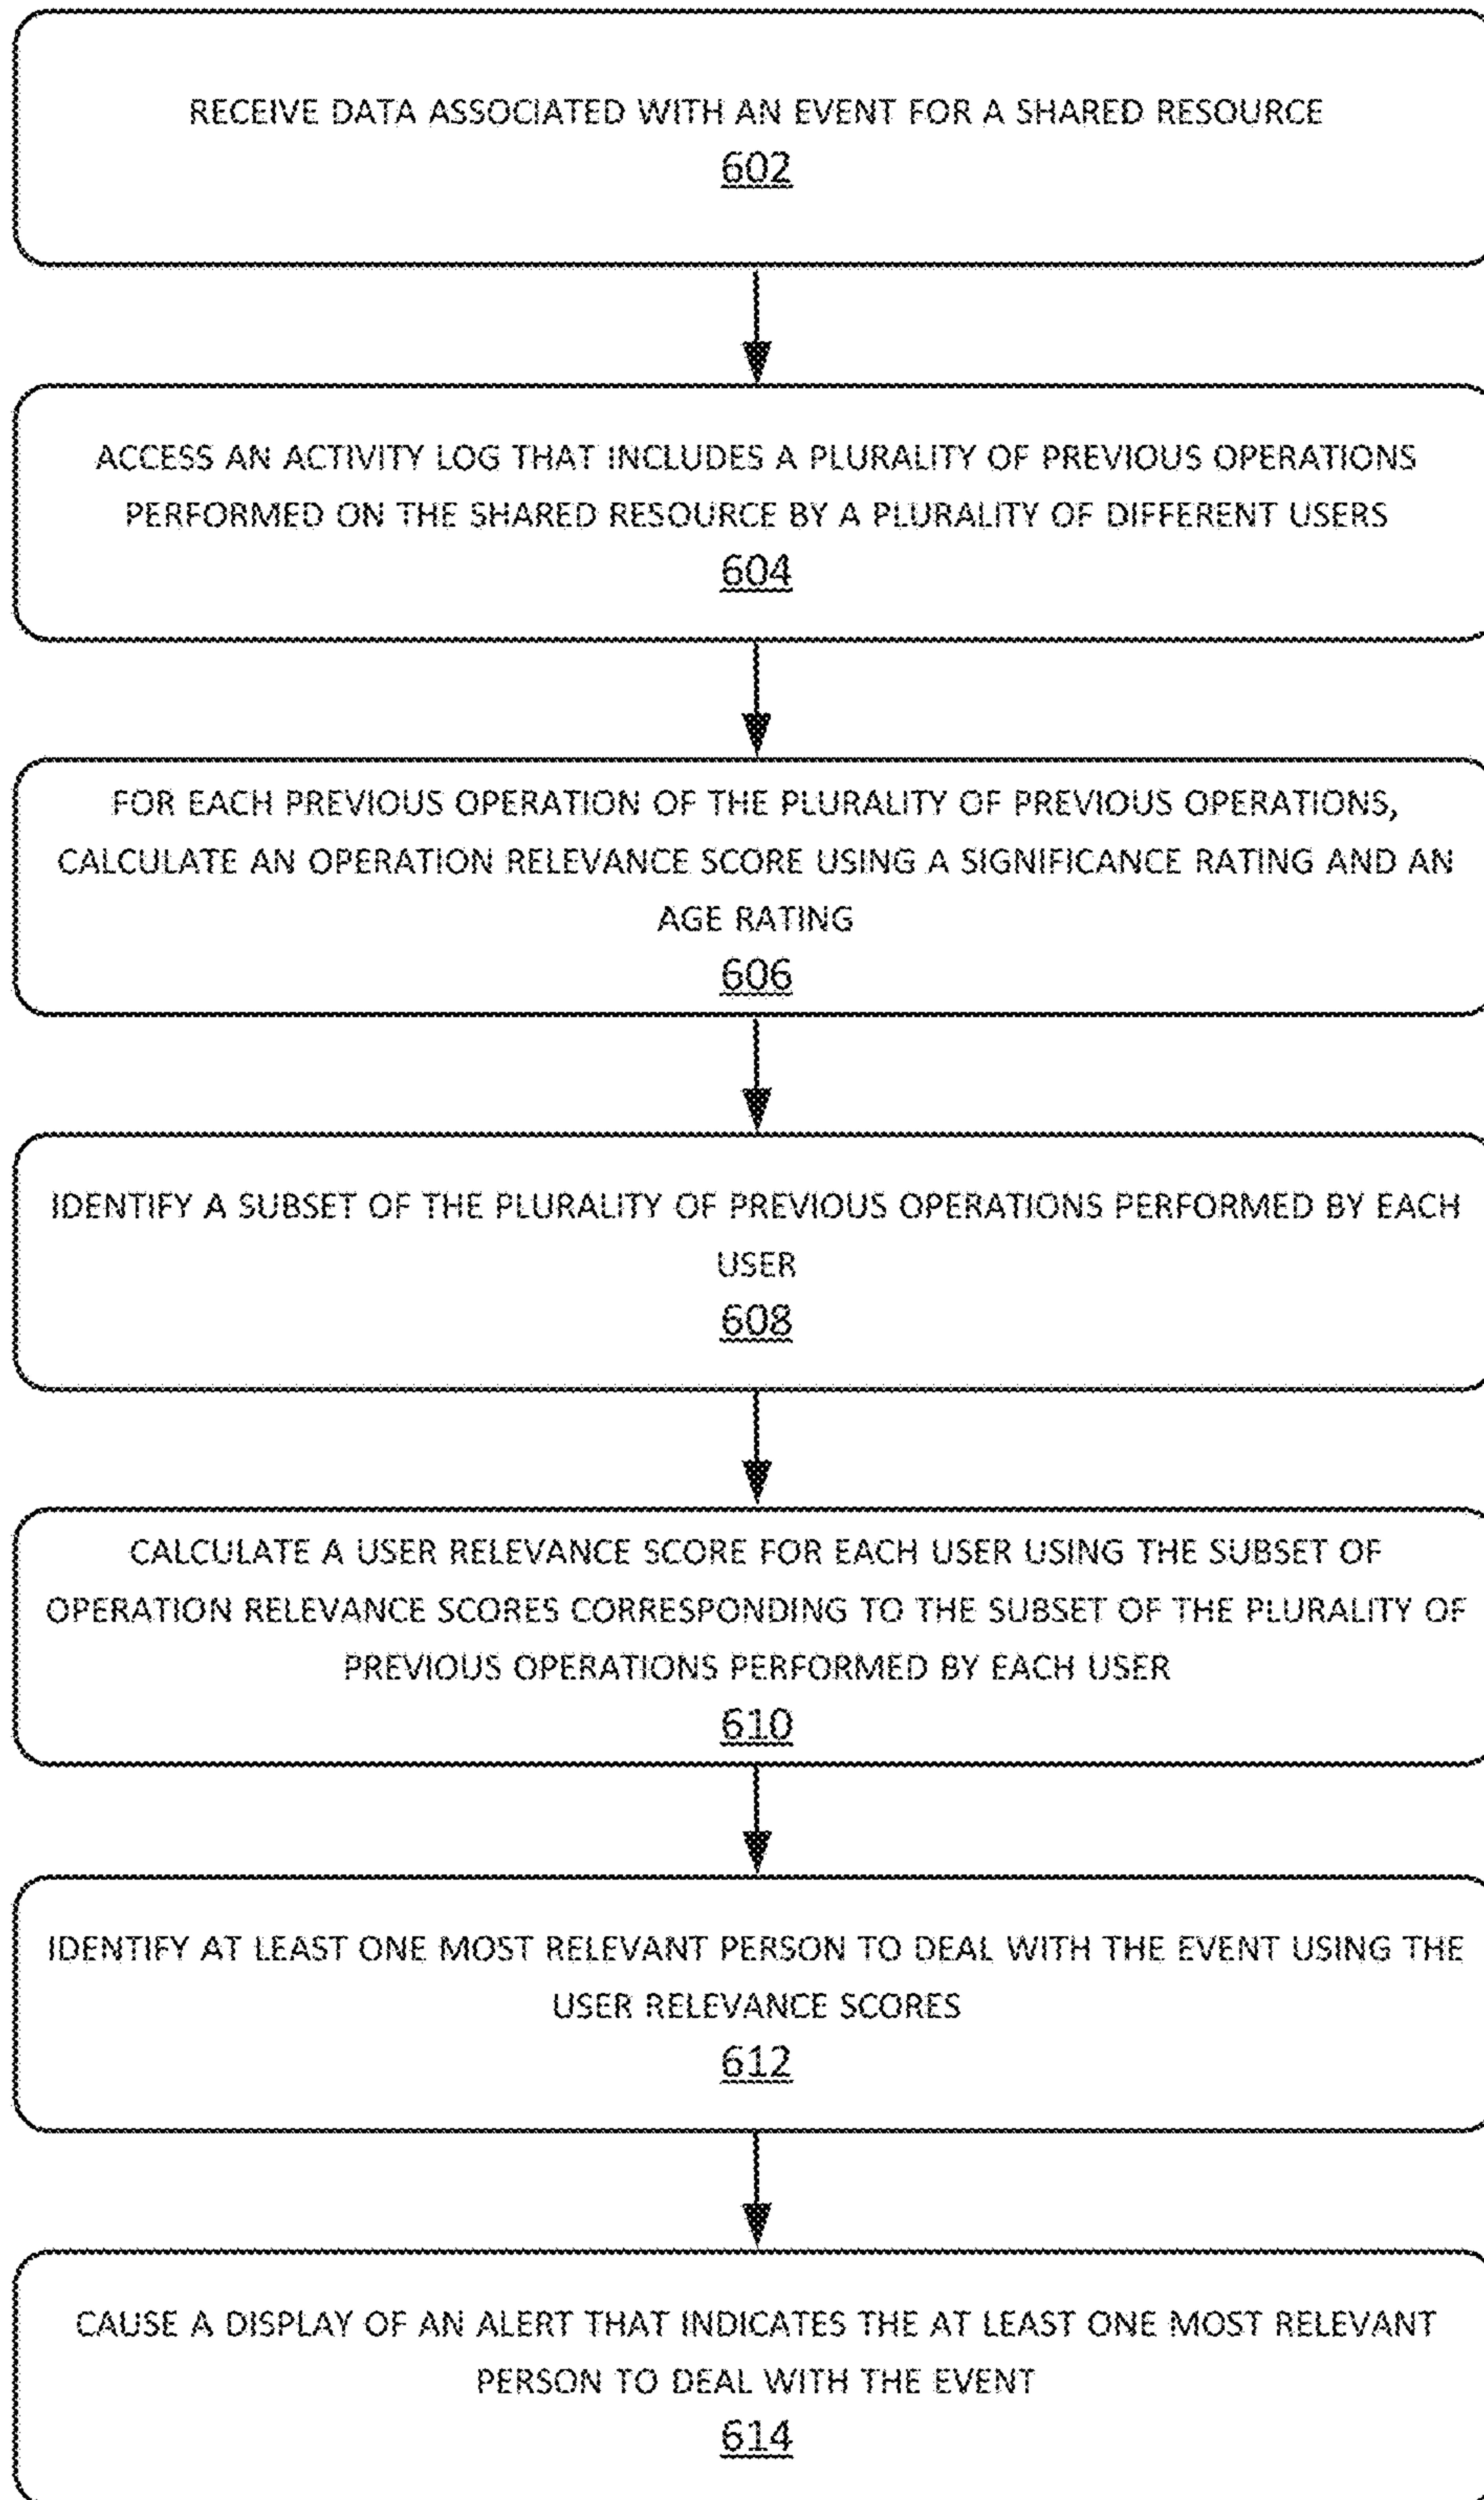 RECEIVE DATA ASSOCIATED WITH AN EVENT FOR A SHARED RESOURCE
602
ACCESS AN ACTIVITY LOG THAT INCLUDES A PLURALITY OF PREVIOUS OPERATIONS
PERFORMED ON THE SHARED RESOURCE BY A PLURALITY OF DIFFERENT USERS
604
FOR EACH PREVIOUS OPERATION OF THE PLURALITY OF PREVIOUS OPERATIONS,
CALCULATE AN OPERATION RELEVANCE SCORE USING A SIGNIFICANCE RATING AND AN
AGE RATING
606
IDENTIFY A SUBSET OF THE PLURALITY OF PREVIOUS OPERATIONS PERFORMED BY EACH
USER
608
CALCULATE A USER RELEVANCE SCORE FOR EACH USER USING THE SUBSET OF
OPERATION RELEVANCE SCORES CORRESPONDING TO THE SUBSET OF THE PLURALITY OF
PREVIOUS OPERATIONS PERFORMED BY EACH USER
610
IDENTIFY AT LEAST ONE MOST RELEVANT PERSON TO DEAL WITH THE EVENT USING THE
USER RELEVANCE SCORES
612
CAUSE A DISPLAY OF AN ALERT THAT INDICATES THE AT LEAST ONE MOST RELEVANT
PERSON TO DEAL WITH THE EVENT
614